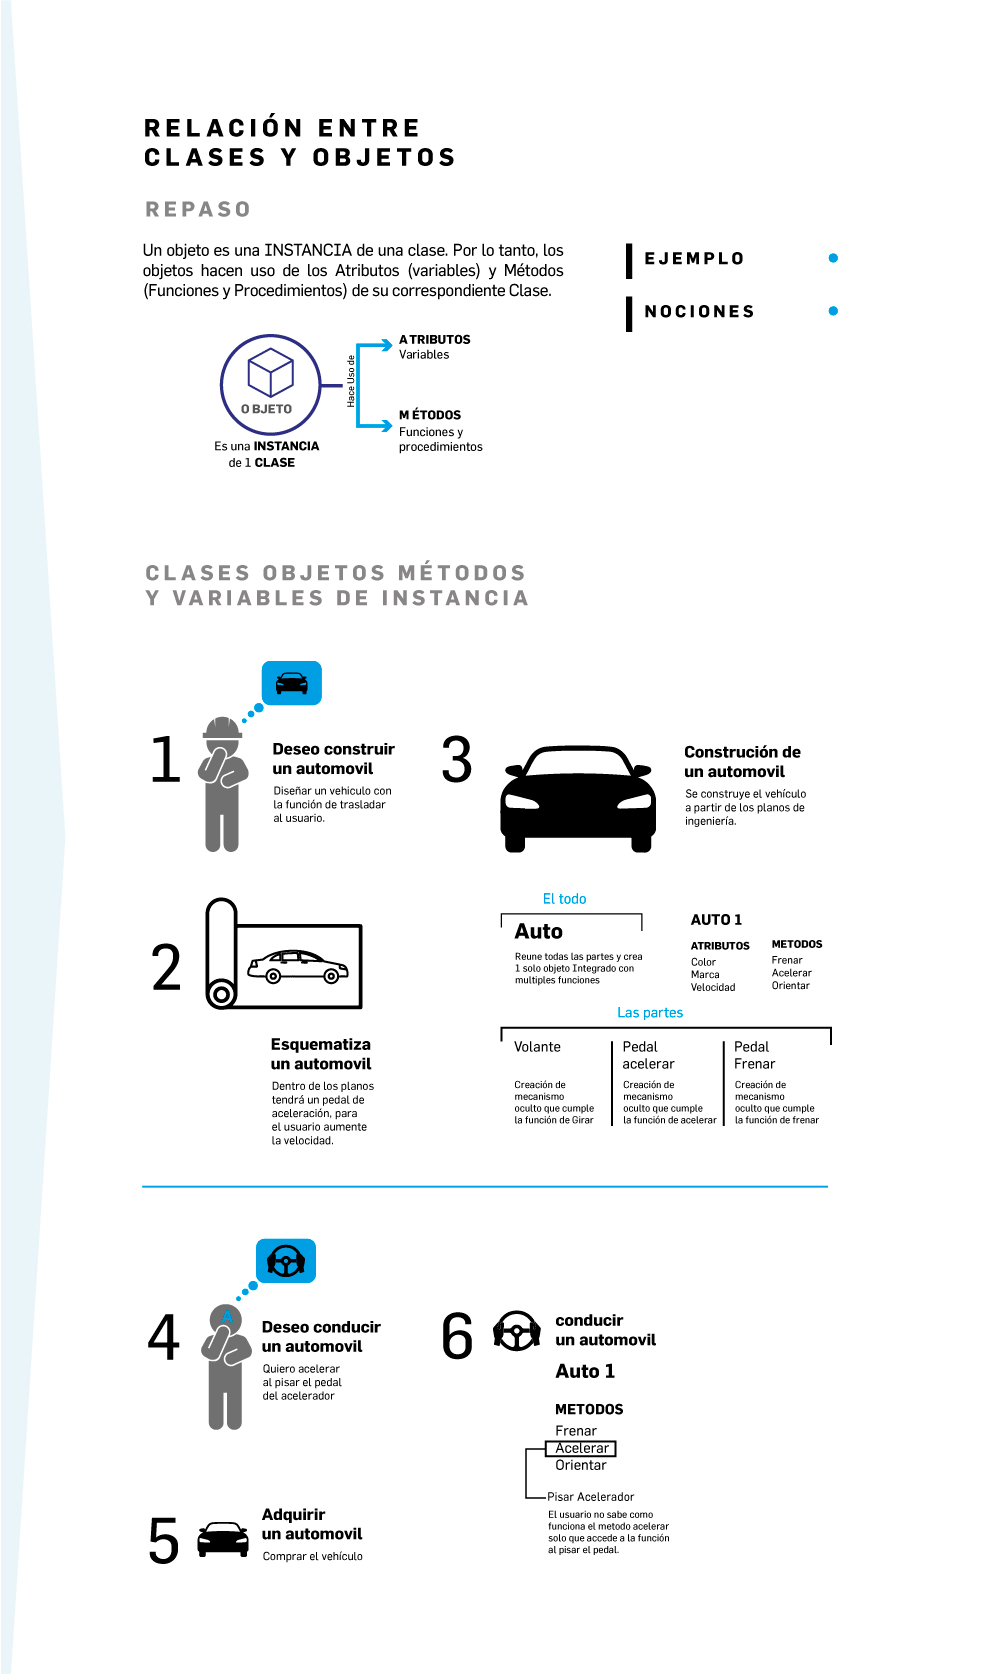 RELACIÓN ENTRE
CLASES Y OBJETOS
REPASO
Un objeto es una INSTANCIA de una clase. Por lo tanto, los
objetos hacen uso de los Atributos (variables) y Métodos
(Funciones y Procedimientos) de su correspondiente Clase.
EJEMPLO
NOCIONES
O BJETO
Es una INSTANCIA
de 1 CLASE
Hace Uso de
A TRIBUTOS
Variables
M ÉTODOS
Funciones y
procedimientos
CLASES OBJETOS MÉTODOS
Y VARIABLES DE INSTANCIA
1
Deseo construir
un automovil
Diseñar un vehiculo con
la función de trasladar
al usuario.
2
Esquematiza
un automovil
Dentro de los planos
tendrá un pedal de
aceleración, para
el usuario aumente
la velocidad.
3
Construción de
un automovil
Se construye el vehículo
a partir de los planos de
ingeniería.
El todo
Auto
Reune todas las partes y crea
1 solo objeto Integrado con
multiples funciones
AUTO 1
ATRIBUTOS
Color
Marca
Velocidad
METODOS
Frenar
Acelerar
Orientar
Las partes
Volante
Creación de
mecanismo
oculto que cumple
la función de Girar
Pedal
acelerar
Creación de
mecanismo
oculto que cumple
la función de acelerar
Pedal
Frenar
Creación de
mecanismo
oculto que cumple
la función de frenar
4
A
Deseo conducir
un automovil
Quiero acelerar
al pisar el pedal
del acelerador
5
Adquirir
un automovil
Comprar el vehículo
6
conducir
un automovil
Auto 1
METODOS
Frenar
Acelerar
Orientar
Pisar Acelerador
El usuario no sabe como
funciona el metodo acelerar
solo que accede a la función
al pisar el pedal.